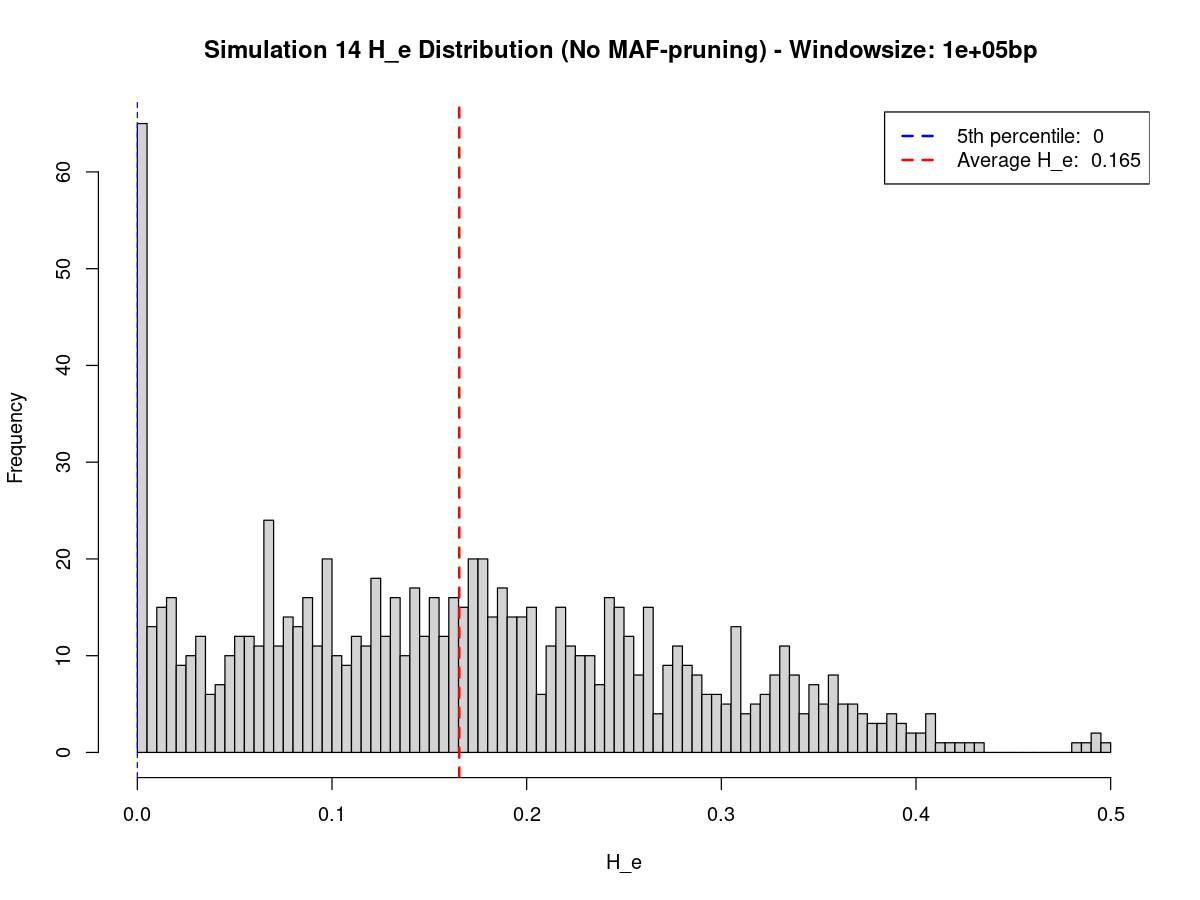 Simulation 14 H_e Distribution (No MAF-pruning) - Windowsize: 1e+05bp
5th percentile:  0
Average H_e:  0.165
Frequency
60
50
40
30
20
10
0
0.0 0.1 0.2 0.3 0.4 0.5
H_e